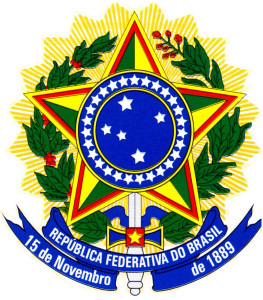 REPÚBLICA FEDERATIVA DO BRASIL
15 de Novembro
de 1889